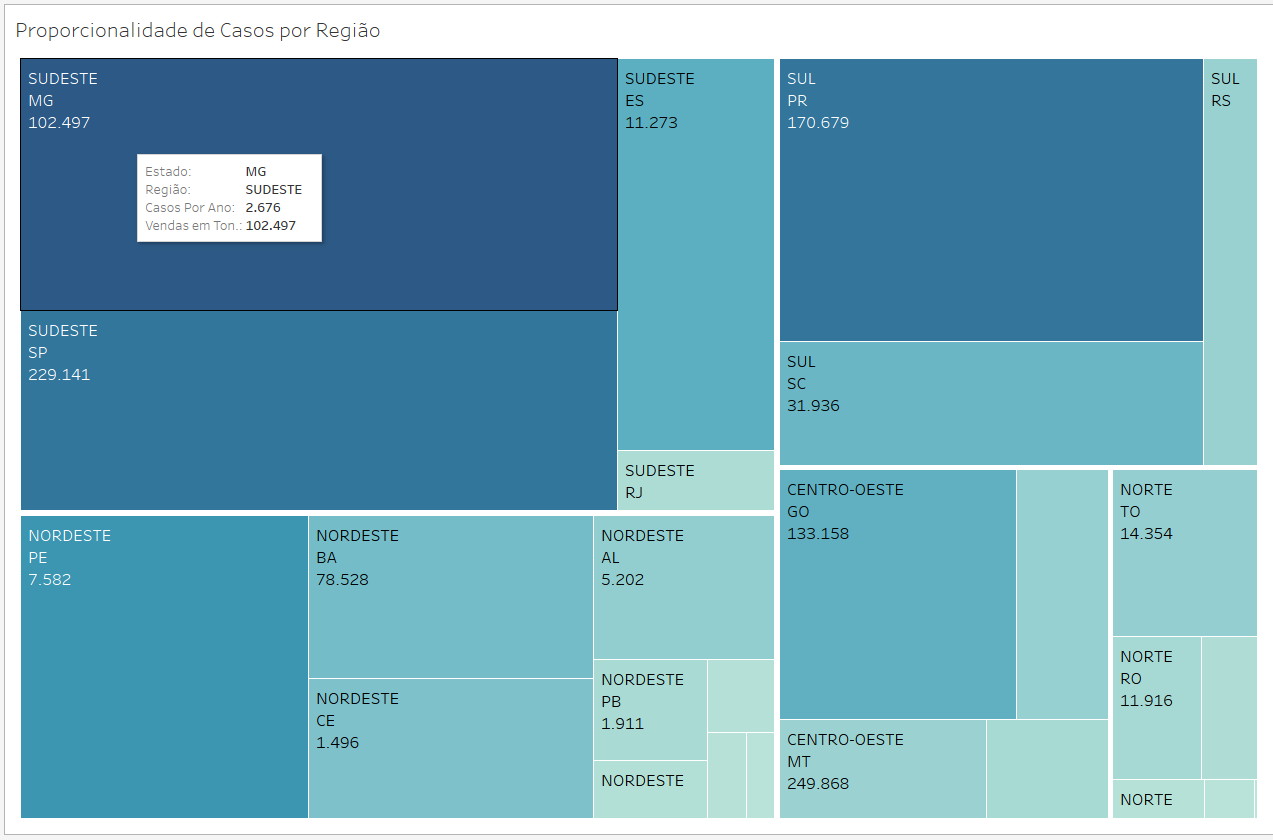 Proporcionalidade de Casos por Região
SUDESTE
MG
102.497
Estado: MG
Região: SUDESTE
Casos Por Ano: 2.676
Vendas em Ton.: 102.497
SUDESTE
SP
229.141
SUDESTE
ES
11.273
SUDESTE
RJ
SUL
PR
170.679
SUL
RS
SUL
SC
31.936
NORDESTE
PE
7.582
NORDESTE
BA
78.528
NORDESTE
CE
1.496
NORDESTE
AL
5.202
NORDESTE
PB
1.911
NORDESTE
CENTRO-OESTE
GO
133.158
CENTRO-OESTE
MT
249.868
NORTE
TO
14.354
NORTE
RO
11.916
NORTE